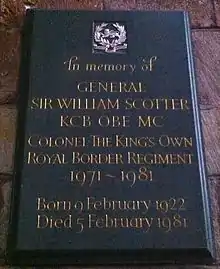 In memory of
GENERAL
SIR WILLIAM SCOTTER
KCB OBE MC
COLONEL THE KING'S OWN
ROYAL BORDER REGIMENT
1971 ~ 1981
Born 9 February 1922
Died 5 February 1981